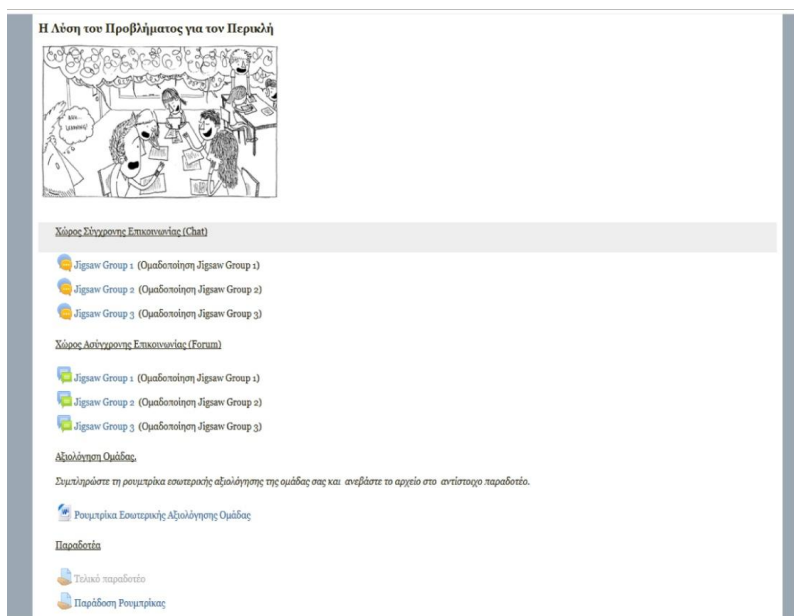 Η Λύση του Προβλήματος για τον Περικλή
Χώρος Σύγχρονης Επικοινωνίας (Chat)
Jigsaw Group 1 (Ομαδοποίηση Jigsaw Group 1)
Jigsaw Group 2 (Ομαδοποίηση Jigsaw Group 2)
Jigsaw Group 3 (Ομαδοποίηση Jigsaw Group 3)
Χώρος Ασύγχρονης Επικοινωνίας (Forum)
Jigsaw Group 1 (Ομαδοποίηση Jigsaw Group 1)
Jigsaw Group 2 (Ομαδοποίηση Jigsaw Group 2)
Jigsaw Group 3 (Ομαδοποίηση Jigsaw Group 3)
Αξιολόγηση Ομάδας.
Συμπληρώστε τη ρουμπρίκα εσωτερικής αξιολόγησης της ομάδας σας και ανεβάστε το αρχείο στο αντίστοιχο παραδοτέο.
Ρουμπρίκα Εσωτερικής Αξιολόγησης Ομάδας
Παραδοτέα
Τελικό παραδοτέο
Παράδοση Ρουμπρίκας